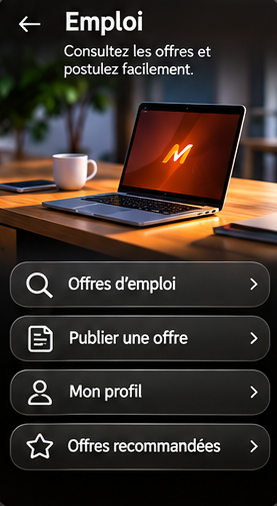 Emploi
Consultez les offres et
postulez facilement.
M
Offres d'emploi
Publier une offre
Mon profil
Offres recommandées